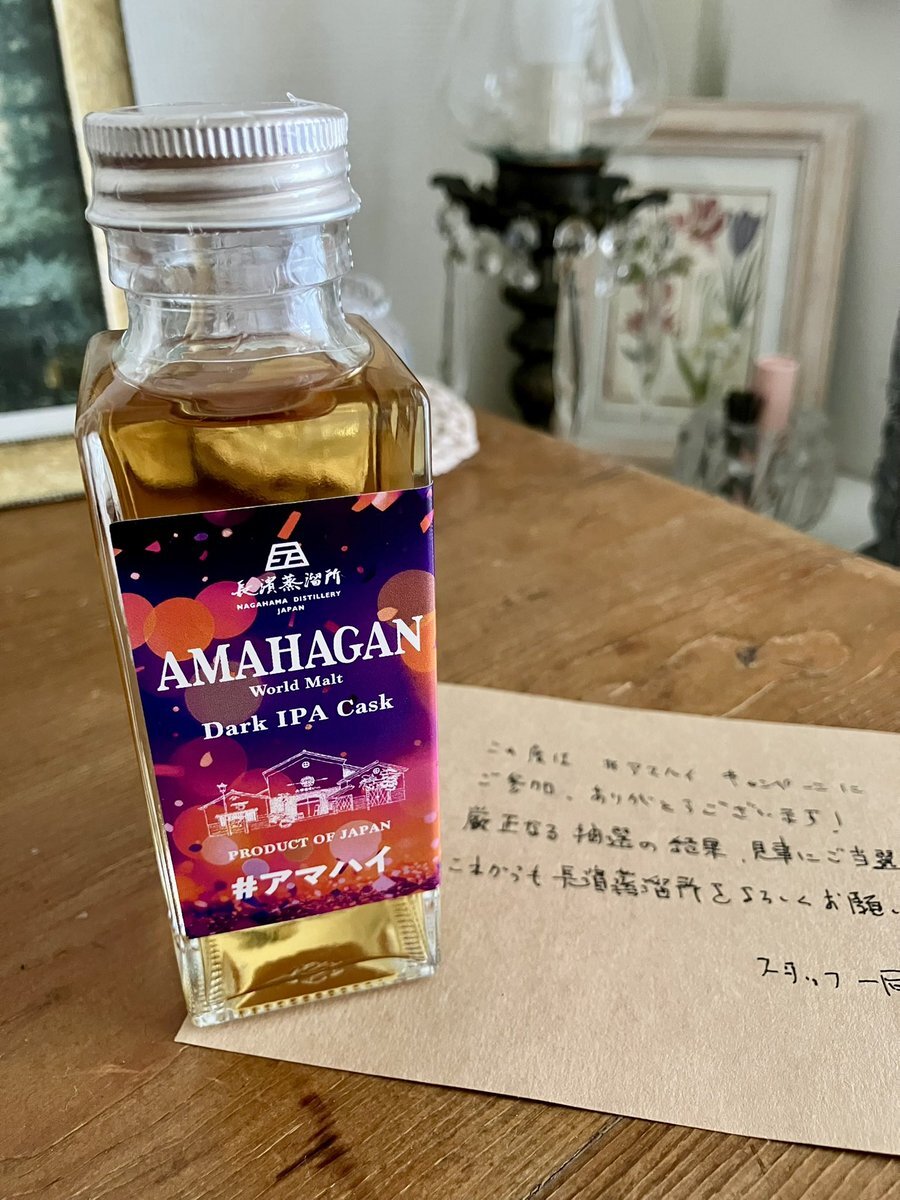 長濱蒸溜所
NAGAHAMA DISTILLERY
JAPAN
AMAHAGAN
World Malt
Dark IPA Cask
PRODUCT OF JAPAN
#アマハイ
この度は #アマハイ キャンペーンに
ご参加、ありがとうございます!
厳正なる抽選の結果、見事にご当選
これからも長濱蒸溜所をよろしくお願い
スタッフ一同